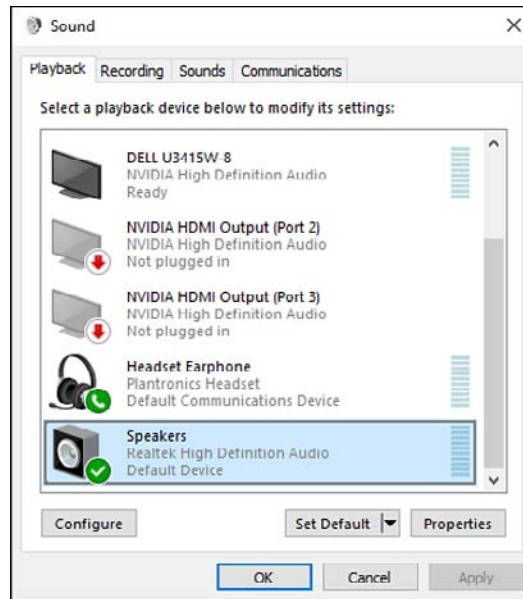 Sound
Playback Recording Sounds Communications
Select a playback device below to modify its settings:
DELL U3415W-8
NVIDIA High Definition Audio
Ready
NVIDIA HDMI Output (Port 2)
NVIDIA High Definition Audio
Not plugged in
NVIDIA HDMI Output (Port 3)
NVIDIA High Definition Audio
Not plugged in
Headset Earphone
Plantronics Headset
Default Communications Device
Speakers
Realtek High Definition Audio
Default Device
Configure Set Default Properties
OK Cancel Apply